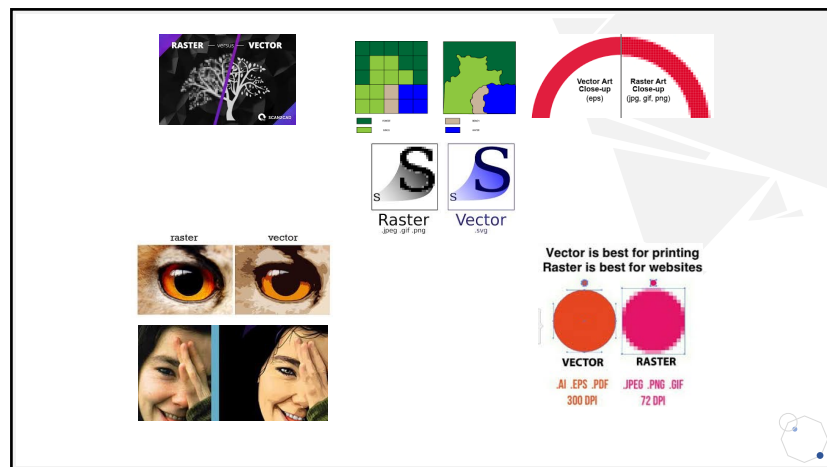 RASTER — versus — VECTOR
SCAN2CAD
Vector Art
Close-up
(eps)
Raster Art
Close-up
(jpg, gif, png)
S
S
Raster
.jpeg .gif .png
S
S
Vector
.svg
raster
vector
Vector is best for printing
Raster is best for websites
VECTOR
.AI .EPS .PDF
300 DPI
RASTER
.JPEG .PNG .GIF
72 DPI